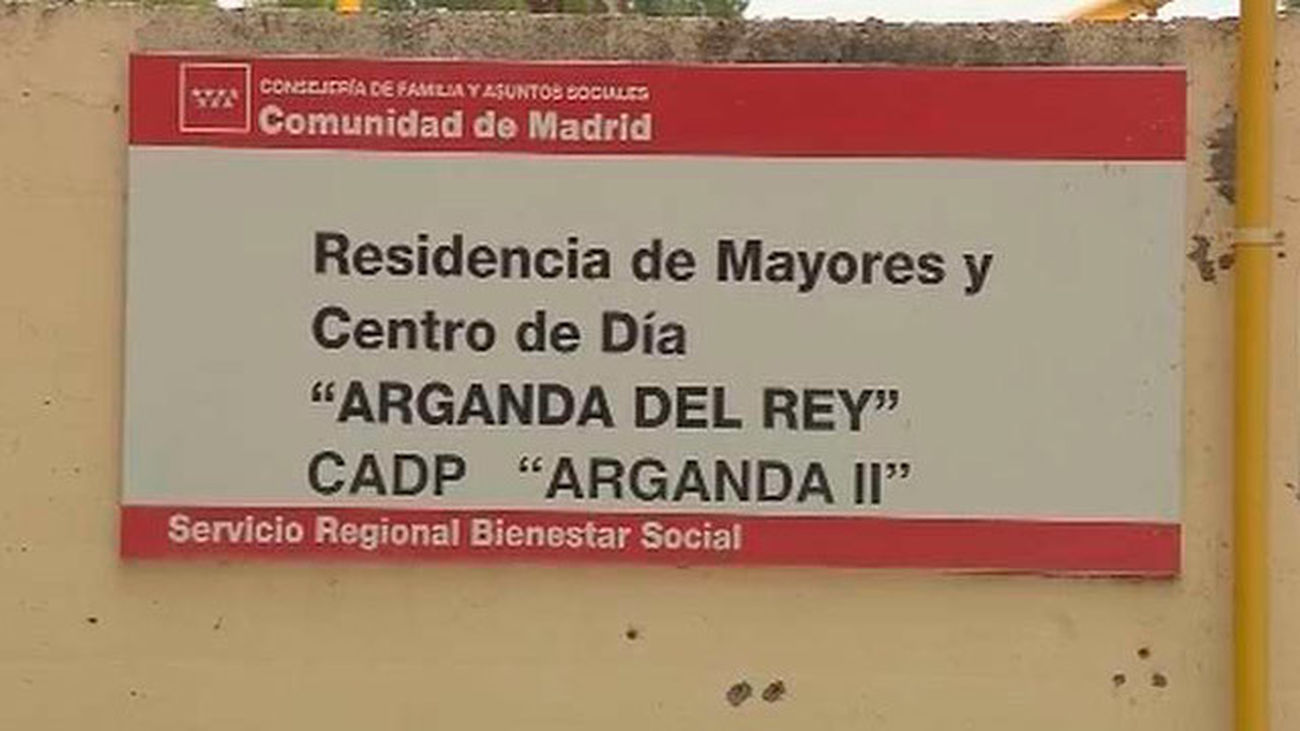 CONSEJERÍA DE FAMILIA Y ASUNTOS SOCIALES
Comunidad de Madrid
Residencia de Mayores y
Centro de Día
“ARGANDA DEL REY”
CADP “ARGANDA II”
Servicio Regional Bienestar Social